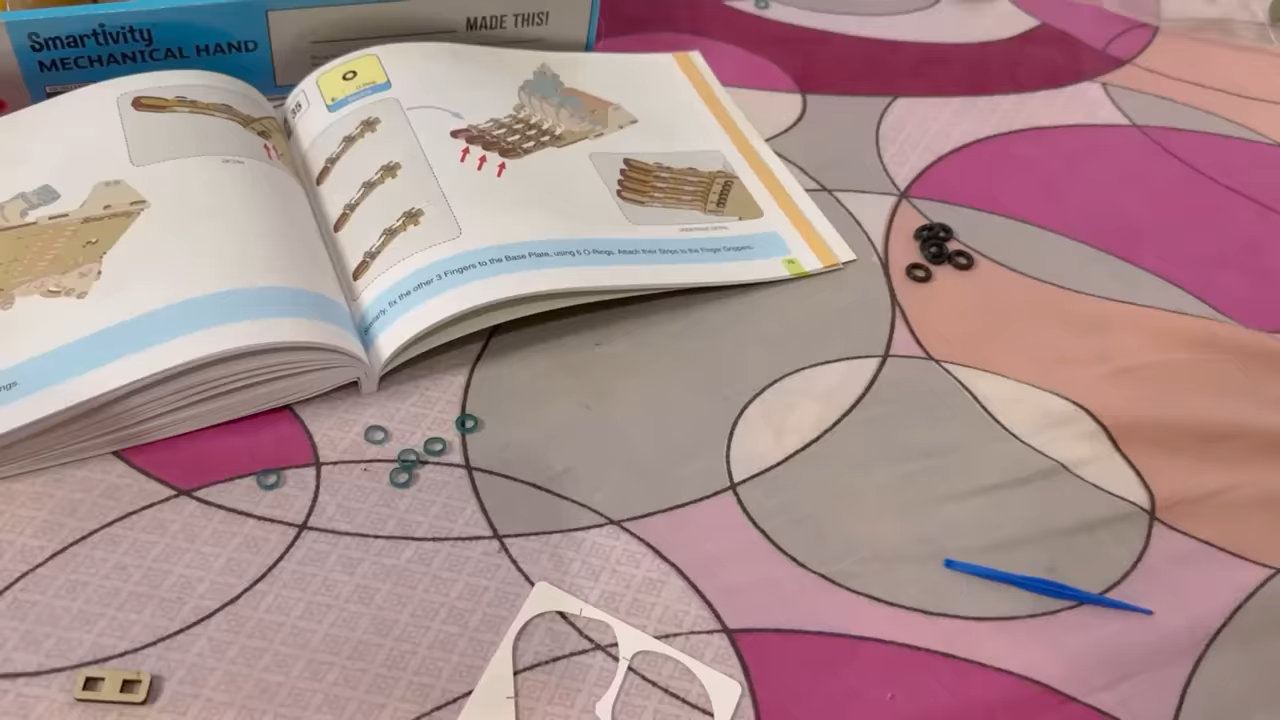 Smartivity
MECHANICAL HAND
MADE THIS!
35
Similarly, fix the other 3 Fingers to the Base Plate, using 6 O-Rings. Attach their Strips to the Finger Grippers.
ngs.